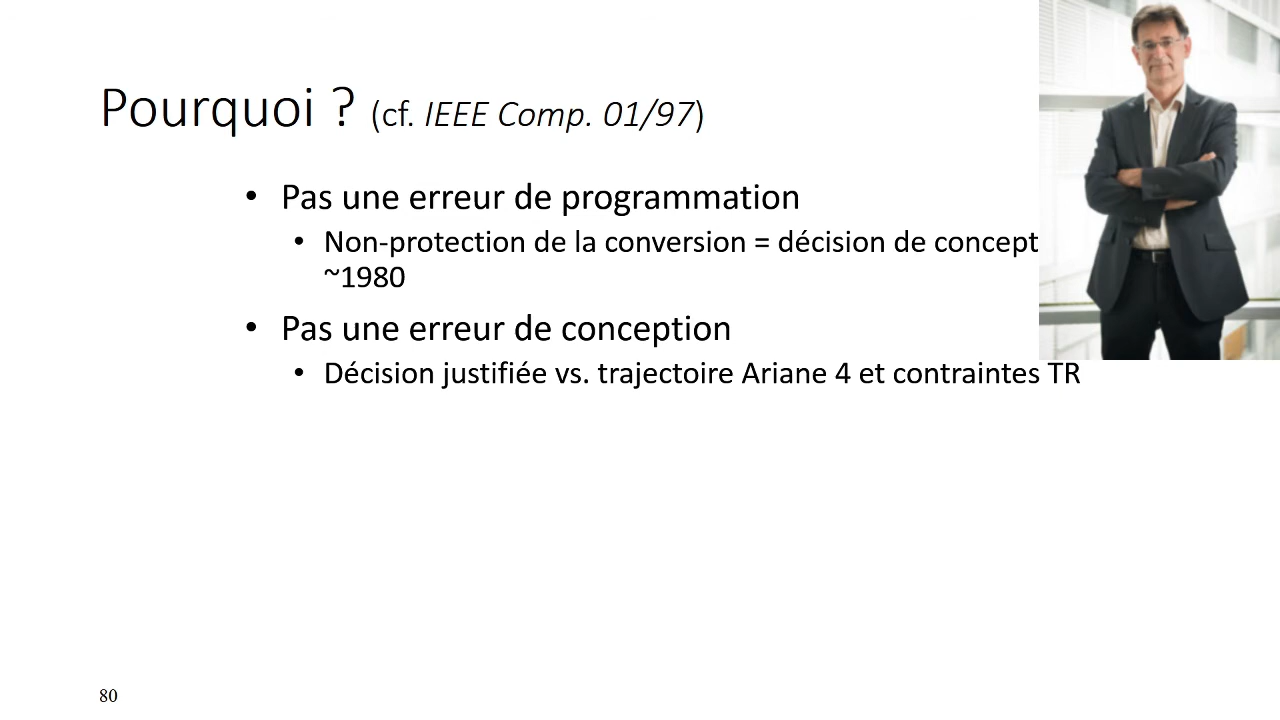 Pourquoi ? (cf. IEEE Comp. 01/97)
• Pas une erreur de programmation
• Non-protection de la conversion = décision de concept
~1980
• Pas une erreur de conception
• Décision justifiée vs. trajectoire Ariane 4 et contraintes TR
80